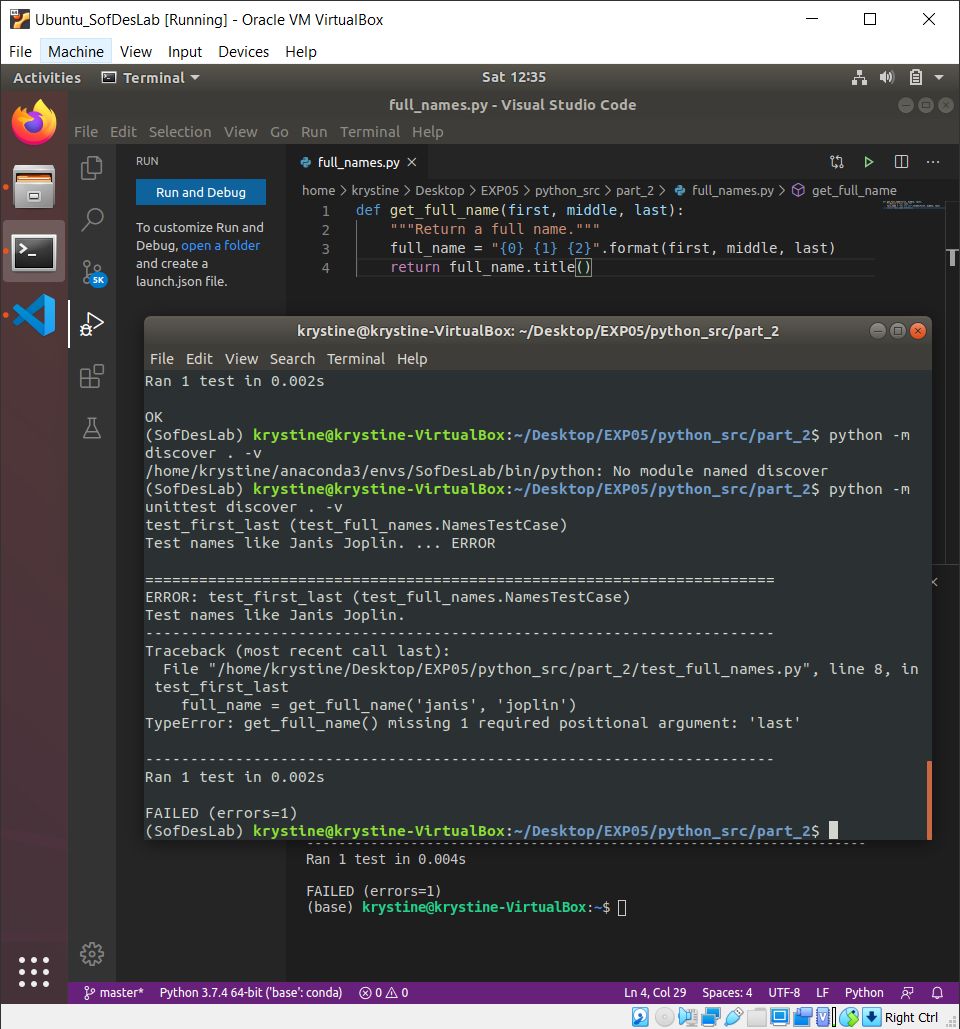 Ubuntu_SofDesLab [Running] - Oracle VM VirtualBox
File Machine View Input Devices Help
Activities Terminal Sat 12:35
full_names.py - Visual Studio Code
File Edit Selection View Go Run Terminal Help
RUN
full_names.py
Run and Debug
To customize Run and
Debug, open a folder
and create a
launch.json file.
SK
home > krystine > Desktop > EXP05 > python_src > part_2 > full_names.py > get_full_name
1 def get_full_name(first, middle, last):
2 """Return a full name."""
3 full_name = "{0} {1} {2}".format(first, middle, last)
4 return full_name.title()
krystine@krystine-VirtualBox: ~/Desktop/EXP05/python_src/part_2
File Edit View Search Terminal Help
Ran 1 test in 0.002s
OK
(SofDesLab) krystine@krystine-VirtualBox:~/Desktop/EXP05/python_src/part_2$ python -m
discover . -v
/home/krystine/anaconda3/envs/SofDesLab/bin/python: No module named discover
(SofDesLab) krystine@krystine-VirtualBox:~/Desktop/EXP05/python_src/part_2$ python -m
unittest discover . -v
test_first_last (test_full_names.NamesTestCase)
Test names like Janis Joplin. ... ERROR
======================================================================
ERROR: test_first_last (test_full_names.NamesTestCase)
Test names like Janis Joplin.
----------------------------------------------------------------------
Traceback (most recent call last):
File "/home/krystine/Desktop/EXP05/python_src/part_2/test_full_names.py", line 8, in
test_first_last
full_name = get_full_name('janis', 'joplin')
TypeError: get_full_name() missing 1 required positional argument: 'last'
----------------------------------------------------------------------
Ran 1 test in 0.002s
FAILED (errors=1)
(SofDesLab) krystine@krystine-VirtualBox:~/Desktop/EXP05/python_src/part_2$
Ran 1 test in 0.004s
FAILED (errors=1)
(base) krystine@krystine-VirtualBox:~$
master* Python 3.7.4 64-bit ('base': conda) 0 0 Ln 4, Col 29 Spaces: 4 UTF-8 LF Python
Right Ctrl